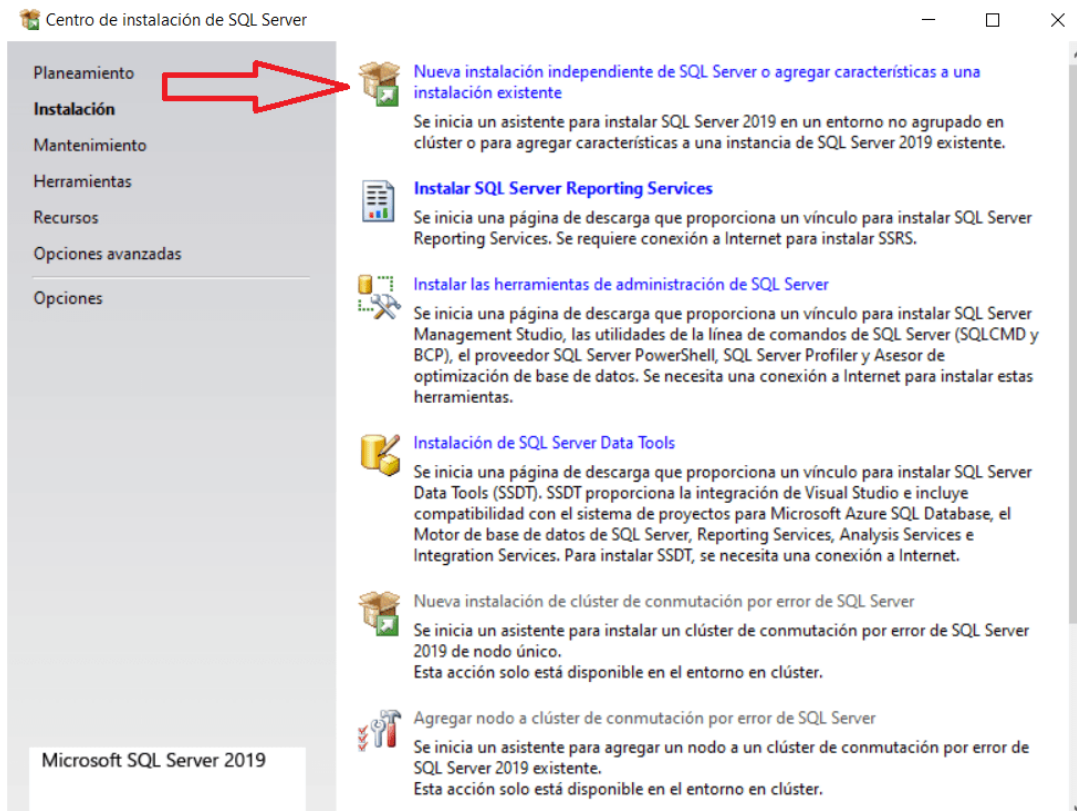 Centro de instalación de SQL Server
Planeamiento
Instalación
Mantenimiento
Herramientas
Recursos
Opciones avanzadas
Opciones
Microsoft SQL Server 2019
Nueva instalación independiente de SQL Server o agregar características a una
instalación existente
Se inicia un asistente para instalar SQL Server 2019 en un entorno no agrupado en
clúster o para agregar características a una instancia de SQL Server 2019 existente.
Instalar SQL Server Reporting Services
Se inicia una página de descarga que proporciona un vínculo para instalar SQL Server
Reporting Services. Se requiere conexión a Internet para instalar SSRS.
Instalar las herramientas de administración de SQL Server
Se inicia una página de descarga que proporciona un vínculo para instalar SQL Server
Management Studio, las utilidades de la línea de comandos de SQL Server (SQLCMD y
BCP), el proveedor SQL Server PowerShell, SQL Server Profiler y Asesor de
optimización de base de datos. Se necesita una conexión a Internet para instalar estas
herramientas.
Instalación de SQL Server Data Tools
Se inicia una página de descarga que proporciona un vínculo para instalar SQL Server
Data Tools (SSDT). SSDT proporciona la integración de Visual Studio e incluye
compatibilidad con el sistema de proyectos para Microsoft Azure SQL Database, el
Motor de base de datos de SQL Server, Reporting Services, Analysis Services e
Integration Services. Para instalar SSDT, se necesita una conexión a Internet.
Nueva instalación de clúster de conmutación por error de SQL Server
Se inicia un asistente para instalar un clúster de conmutación por error de SQL Server
2019 de nodo único.
Esta acción solo está disponible en el entorno en clúster.
Agregar nodo a clúster de conmutación por error de SQL Server
Se inicia un asistente para agregar un nodo a un clúster de conmutación por error de
SQL Server 2019 existente.
Esta acción solo está disponible en el entorno en clúster.